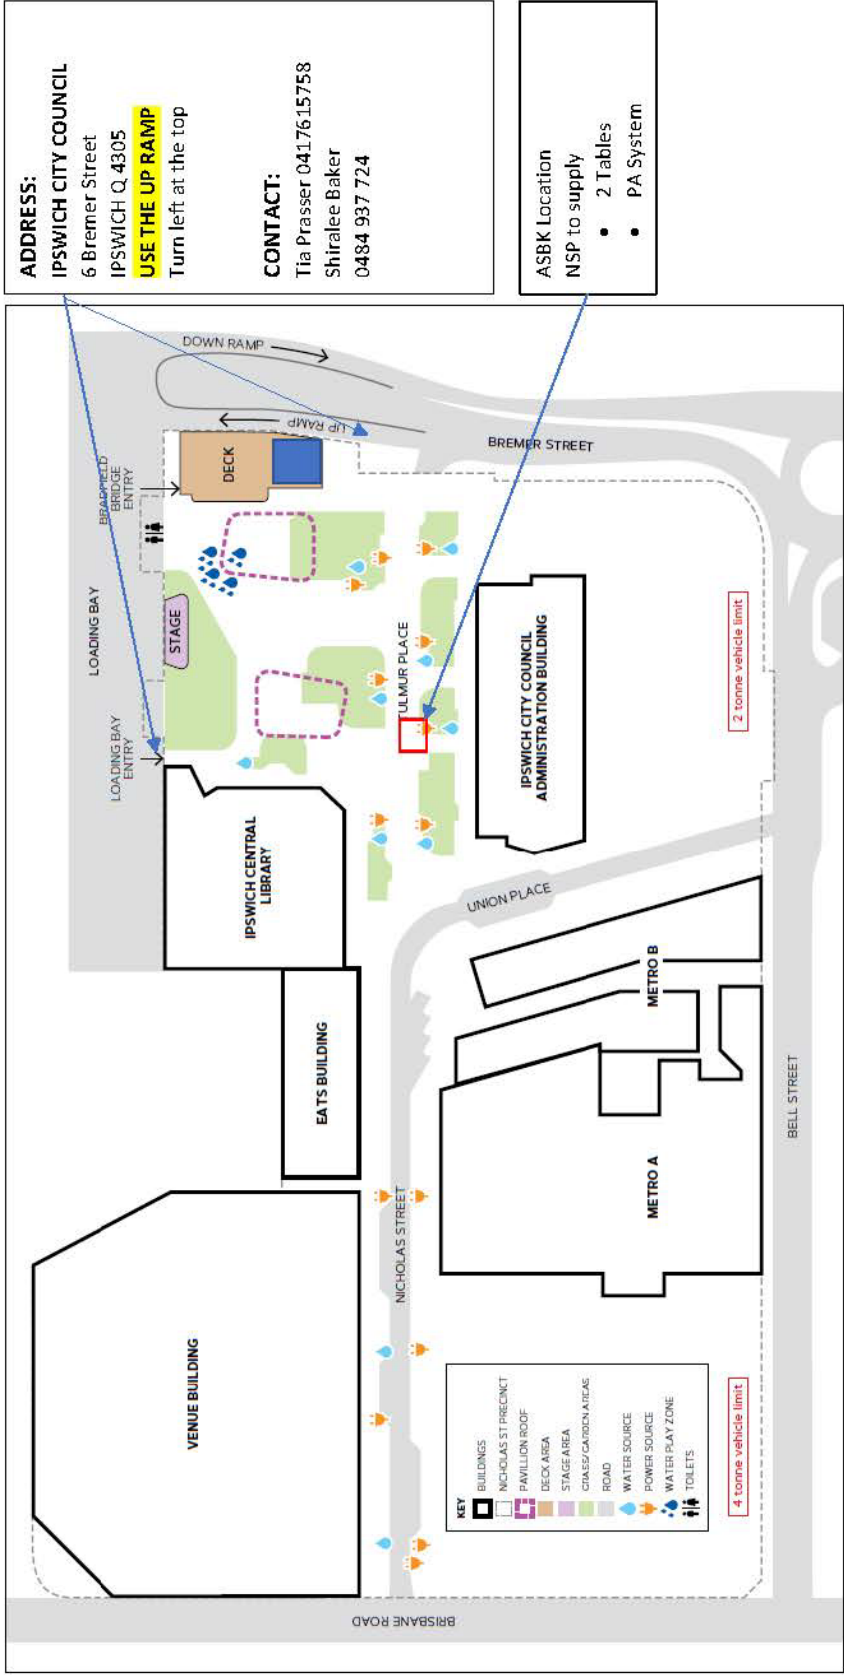 ADDRESS:
IPSWICH CITY COUNCIL
6 Bremer Street
IPSWICH Q 4305
USE THE UP RAMP
Turn left at the top
CONTACT:
Tia Prasser 0417615758
Shiralee Baker
0484 937 724
ASBK Location
NSP to supply
• 2 Tables
• PA System
DOWN RAMP
UP RAMP
BREMER STREET
DECK
BRADFIELD
BRIDGE
ENTRY
LOADING BAY
STAGE
LOADING BAY
ENTRY
TULMUR PLACE
IPSWICH CITY COUNCIL
ADMINISTRATION BUILDING
2 tonne vehicle limit
IPSWICH CENTRAL
LIBRARY
UNION PLACE
EATS BUILDING
METRO B
METRO A
BELL STREET
NICHOLAS STREET
VENUE BUILDING
BRISBANE ROAD
KEY
BUILDINGS
NICHOLAS ST PRECINCT
PAVILLION ROOF
DECK AREA
STAGE AREA
GRASS/GARDEN AREAS
ROAD
WATER SOURCE
POWER SOURCE
WATER PLAY ZONE
TOILETS
4 tonne vehicle limit